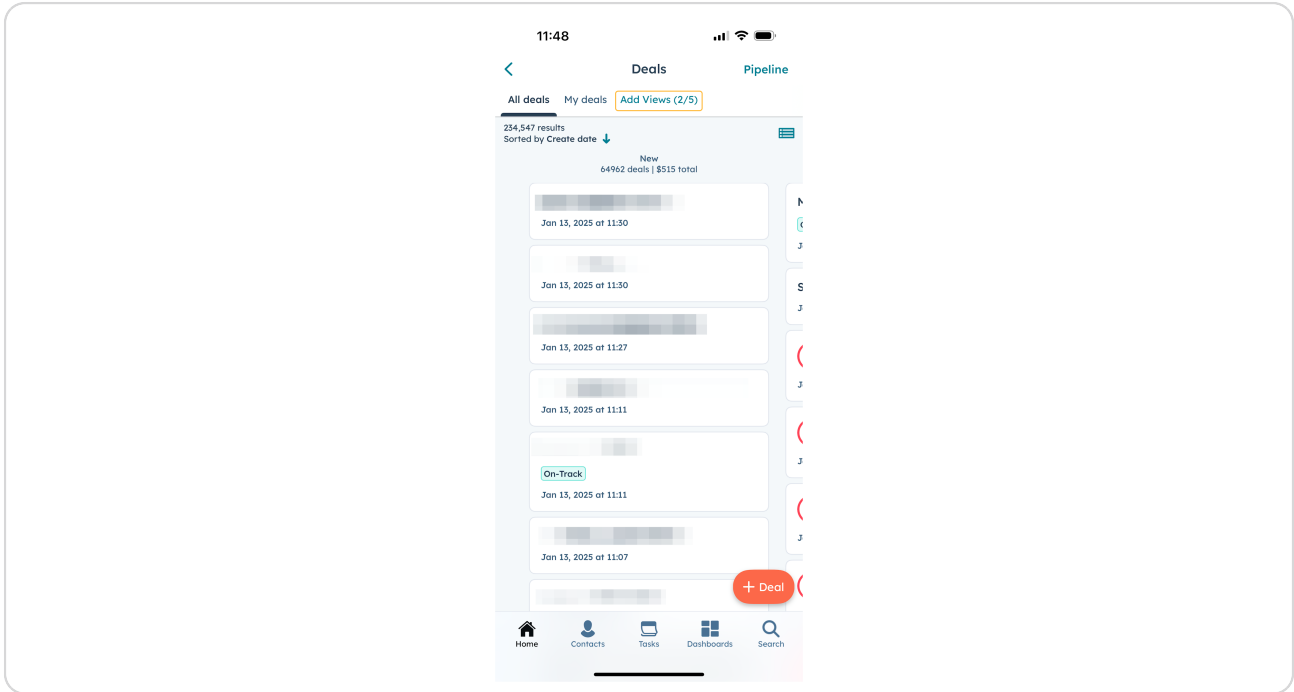 11:48
Deals
Pipeline
All deals
My deals
Add Views (2/5)
234,547 results
Sorted by Create date
New
64962 deals | $515 total
Jan 13, 2025 at 11:30
Jan 13, 2025 at 11:30
Jan 13, 2025 at 11:27
Jan 13, 2025 at 11:11
On-Track
Jan 13, 2025 at 11:11
Jan 13, 2025 at 11:07
+ Deal
Home
Contacts
Tasks
Dashboards
Search